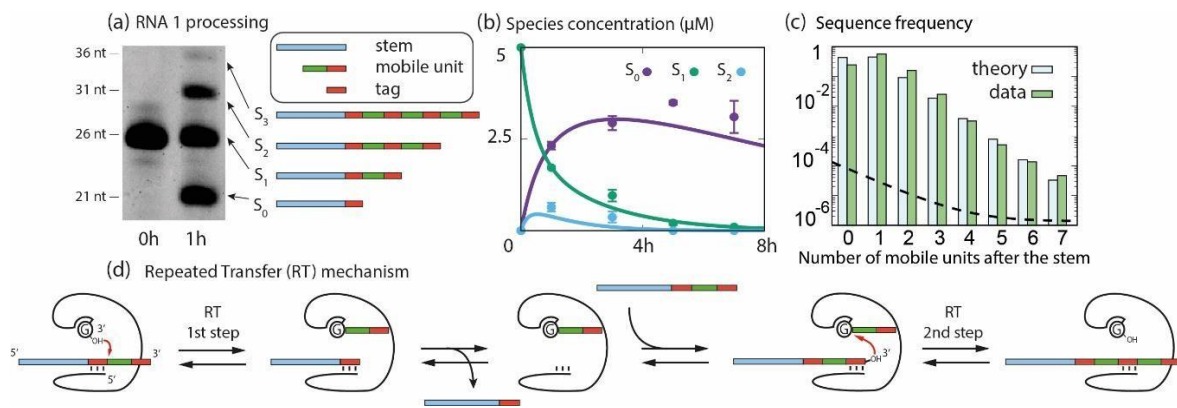 (a) RNA 1 processing
36 nt
31 nt
26 nt
21 nt
0h 1h
stem
mobile unit
tag
S3
S2
S1
S0
(b) Species concentration (µM)
5
2.5
S0 S1 S2
4h 8h
(c) Sequence frequency
1
10-2
10-4
10-6
theory
data
0 1 2 3 4 5 6 7
Number of mobile units after the stem
(d) Repeated Transfer (RT) mechanism
G
3'
OH
5'
3'
5'
RT
1st step
G
G
G
3'
OH
RT
2nd step
G
OH